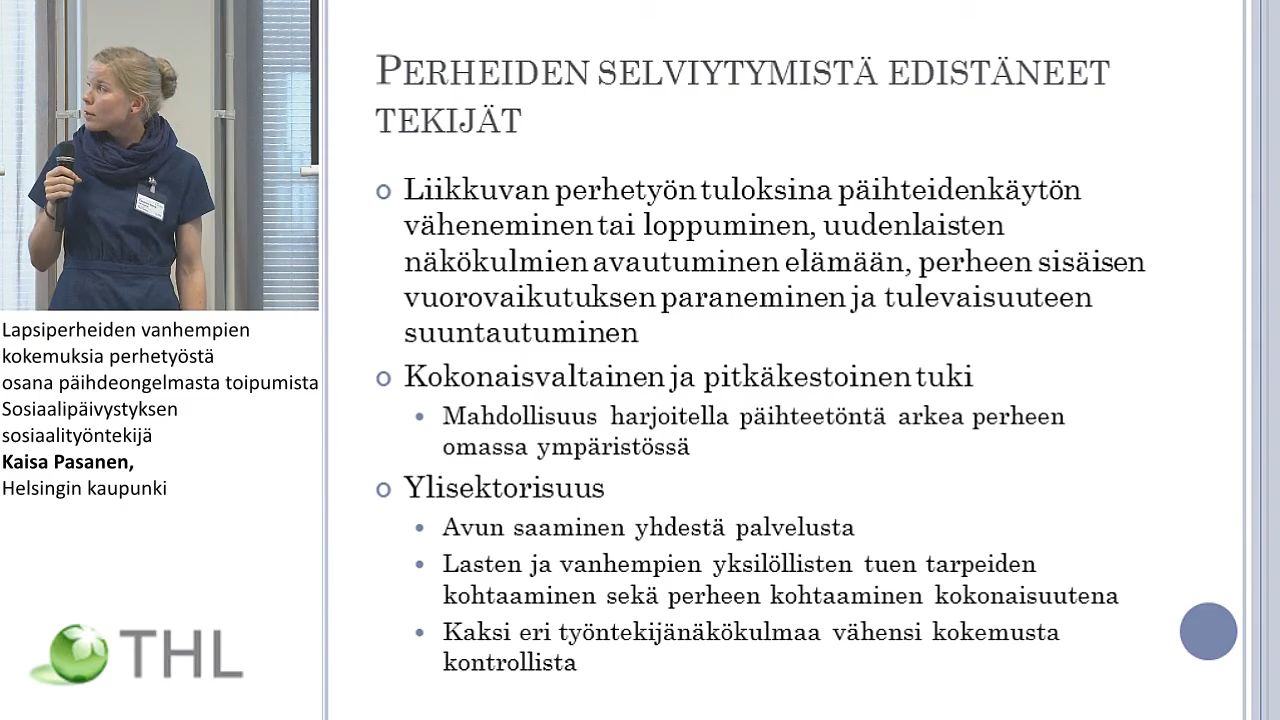 PERHEIDEN SELVIYTYMISTÄ EDISTÄNEET
TEKIJÄT
Liikkuvan perhetyön tuloksina päihteidenkäytön
väheneminen tai loppuminen, uudenlaisten
näkökulmien avautuminen elämään, perheen sisäisen
vuorovaikutuksen paraneminen ja tulevaisuuteen
suuntautuminen
Kokonaisvaltainen ja pitkäkestoinen tuki
Mahdollisuus harjoitella päihteetöntä arkea perheen
omassa ympäristössä
Ylisektorisuus
Avun saaminen yhdestä palvelusta
Lasten ja vanhempien yksilöllisten tuen tarpeiden
kohtaaminen sekä perheen kohtaaminen kokonaisuutena
Kaksi eri työntekijänäkökulmaa vähensi kokemusta
kontrollista
Lapsiperheiden vanhempien
kokemuksia perhetyöstä
osana päihdeongelmasta toipumista
Sosiaalipäivystyksen
sosiaalityöntekijä
Kaisa Pasanen,
Helsingin kaupunki
THL